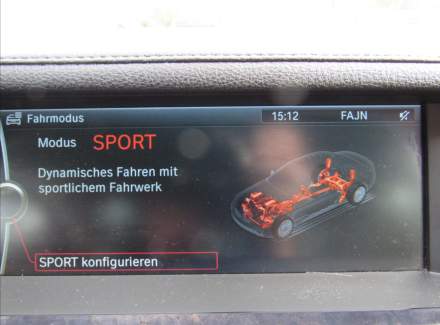 Fahrmodus 15:12 FAJN
Modus SPORT
Dynamisches Fahren mit
sportlichem Fahrwerk
SPORT konfigurieren